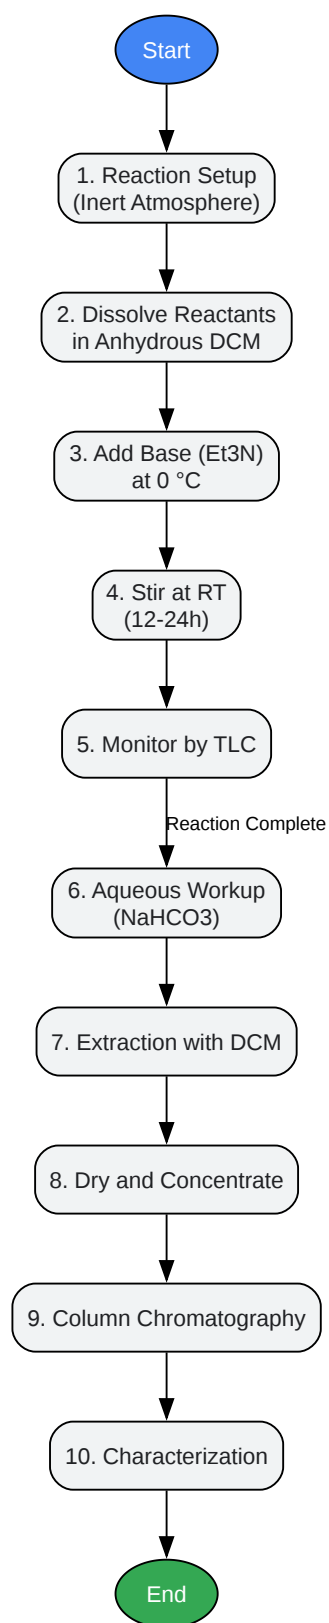 Start
1. Reaction Setup
(Inert Atmosphere)
2. Dissolve Reactants
in Anhydrous DCM
3. Add Base (Et3N)
at 0 °C
4. Stir at RT
(12-24h)
5. Monitor by TLC
Reaction Complete
6. Aqueous Workup
(NaHCO3)
7. Extraction with DCM
8. Dry and Concentrate
9. Column Chromatography
10. Characterization
End